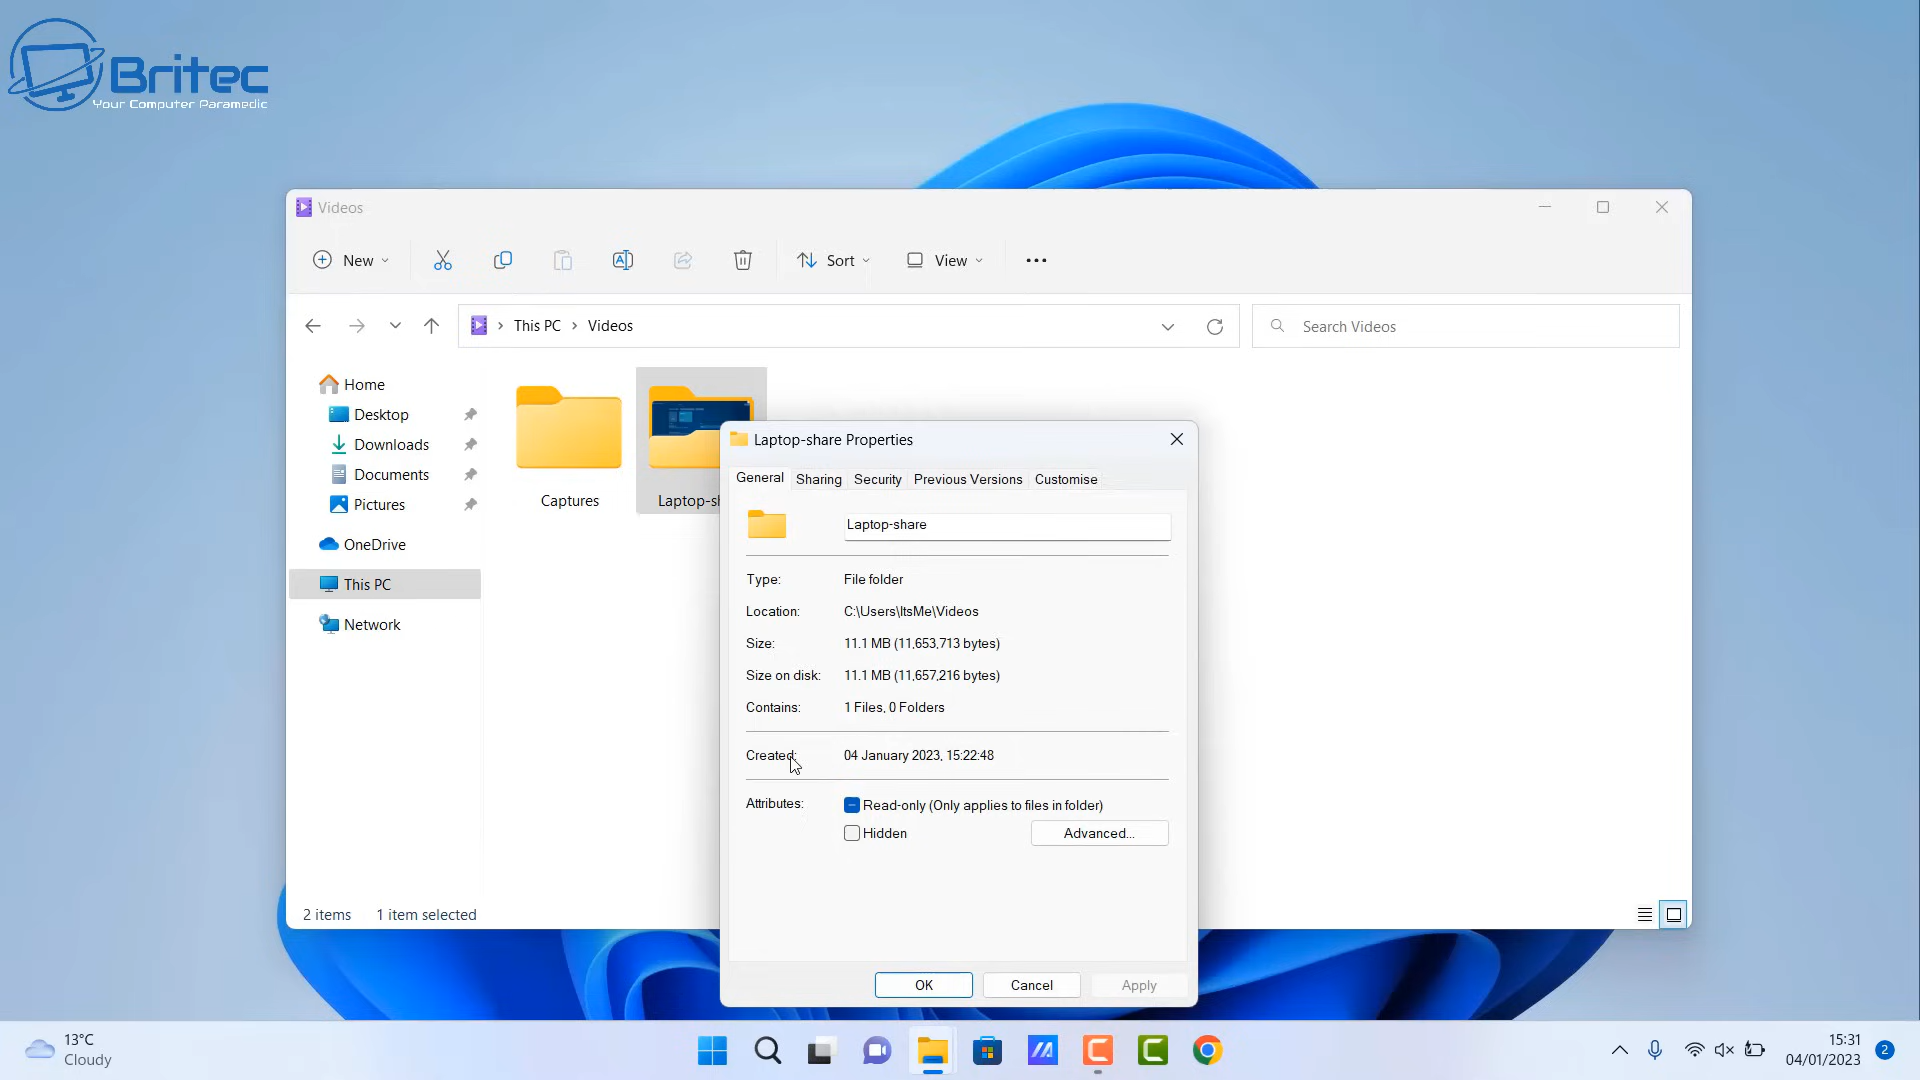 Britec
Your Computer Paramedic
Videos
New
Sort
View
This PC
Videos
Search Videos
Home
Desktop
Downloads
Documents
Pictures
OneDrive
This PC
Network
Captures
Laptop-sh
Laptop-share Properties
General Sharing Security Previous Versions Customise
Laptop-share
Type: File folder
Location: C:\Users\ItsMe\Videos
Size: 11.1 MB (11,653,713 bytes)
Size on disk: 11.1 MB (11,657,216 bytes)
Contains: 1 Files, 0 Folders
Created: 04 January 2023, 15:22:48
Attributes: Read-only (Only applies to files in folder)
Hidden Advanced...
2 items 1 item selected
OK Cancel Apply
13°C
Cloudy
15:31
04/01/2023
2